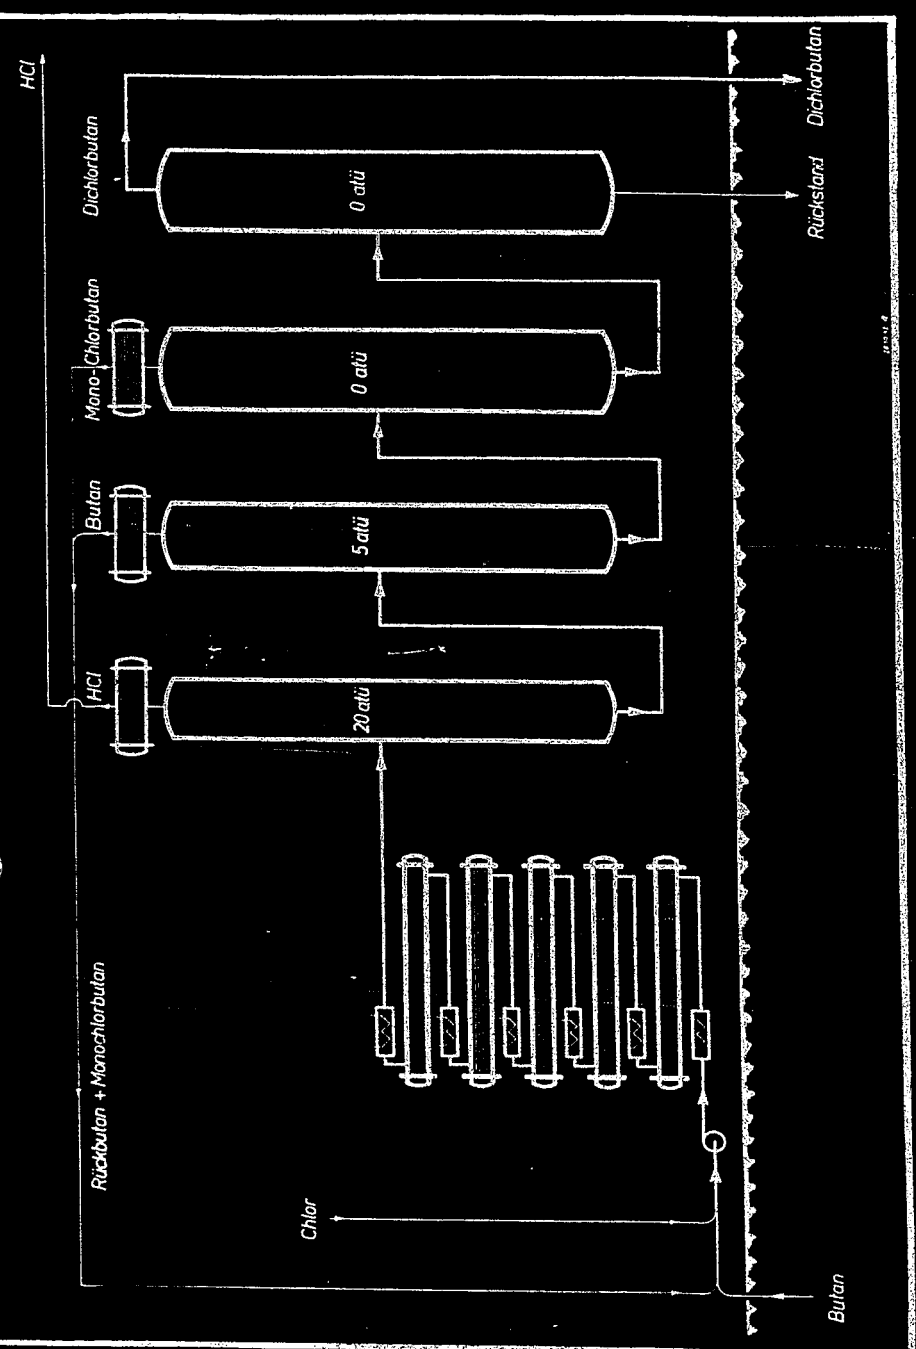 HCl
Rückbutan + Monochlorbutan
HCl
Butan
Mono-Chlorbutan
Dichlorbutan
Chlor
20 atü
5 atü
0 atü
0 atü
Butan
Rückstand
Dichlorbutan